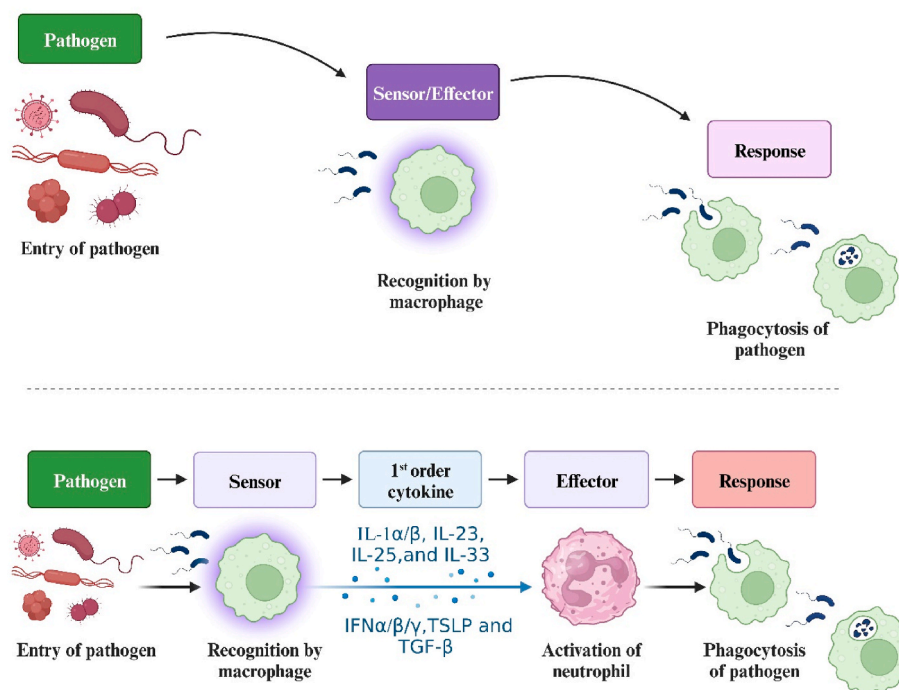 Pathogen
Sensor/Effector
Response
Entry of pathogen
Recognition by
macrophage
Phagocytosis of
pathogen
Pathogen
Sensor
1st order
cytokine
Effector
Response
IL-1α/β, IL-23,
IL-25,and IL-33
IFNα/β/γ,TSLP and
TGF-β
Entry of pathogen
Recognition by
macrophage
Activation of
neutrophil
Phagocytosis
of pathogen